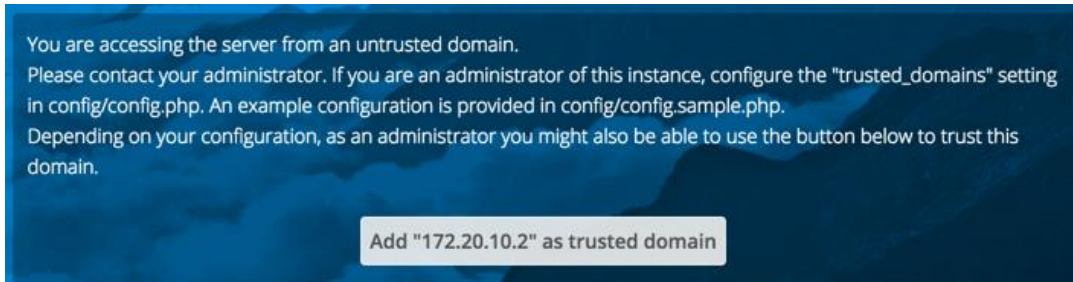 You are accessing the server from an untrusted domain.
Please contact your administrator. If you are an administrator of this instance, configure the "trusted_domains" setting
in config/config.php. An example configuration is provided in config/config.sample.php.
Depending on your configuration, as an administrator you might also be able to use the button below to trust this
domain.
Add "172.20.10.2" as trusted domain